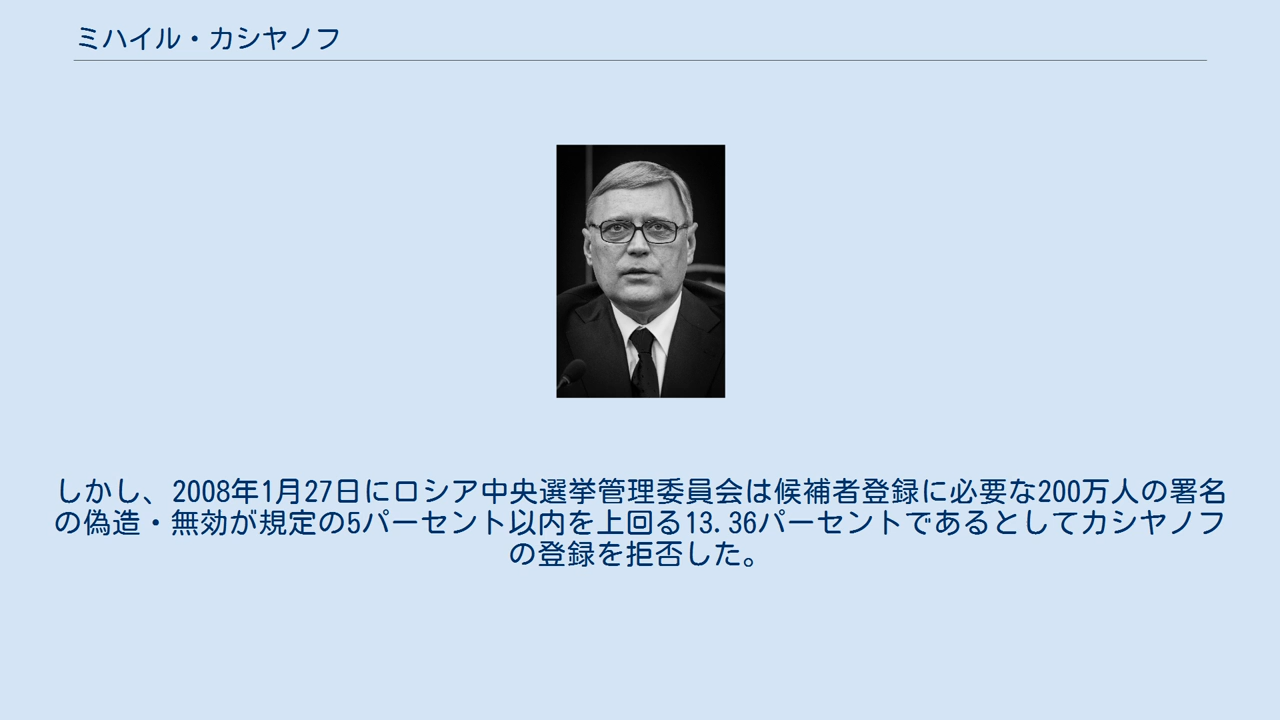 ミハイル・カシヤノフ
しかし、2008年1月27日にロシア中央選挙管理委員会は候補者登録に必要な200万人の署名
の偽造・無効が規定の5パーセント以内を上回る13.36パーセントであるとしてカシヤノフ
の登録を拒否した。